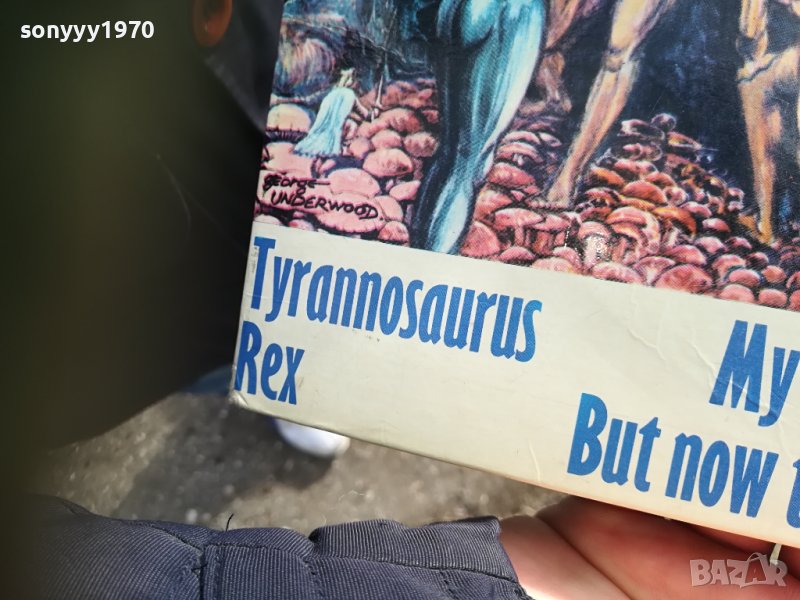 sonyyy1970
George
UNDERWOOD.
Tyrannosaurus
Rex
My
But now t
BAZAR